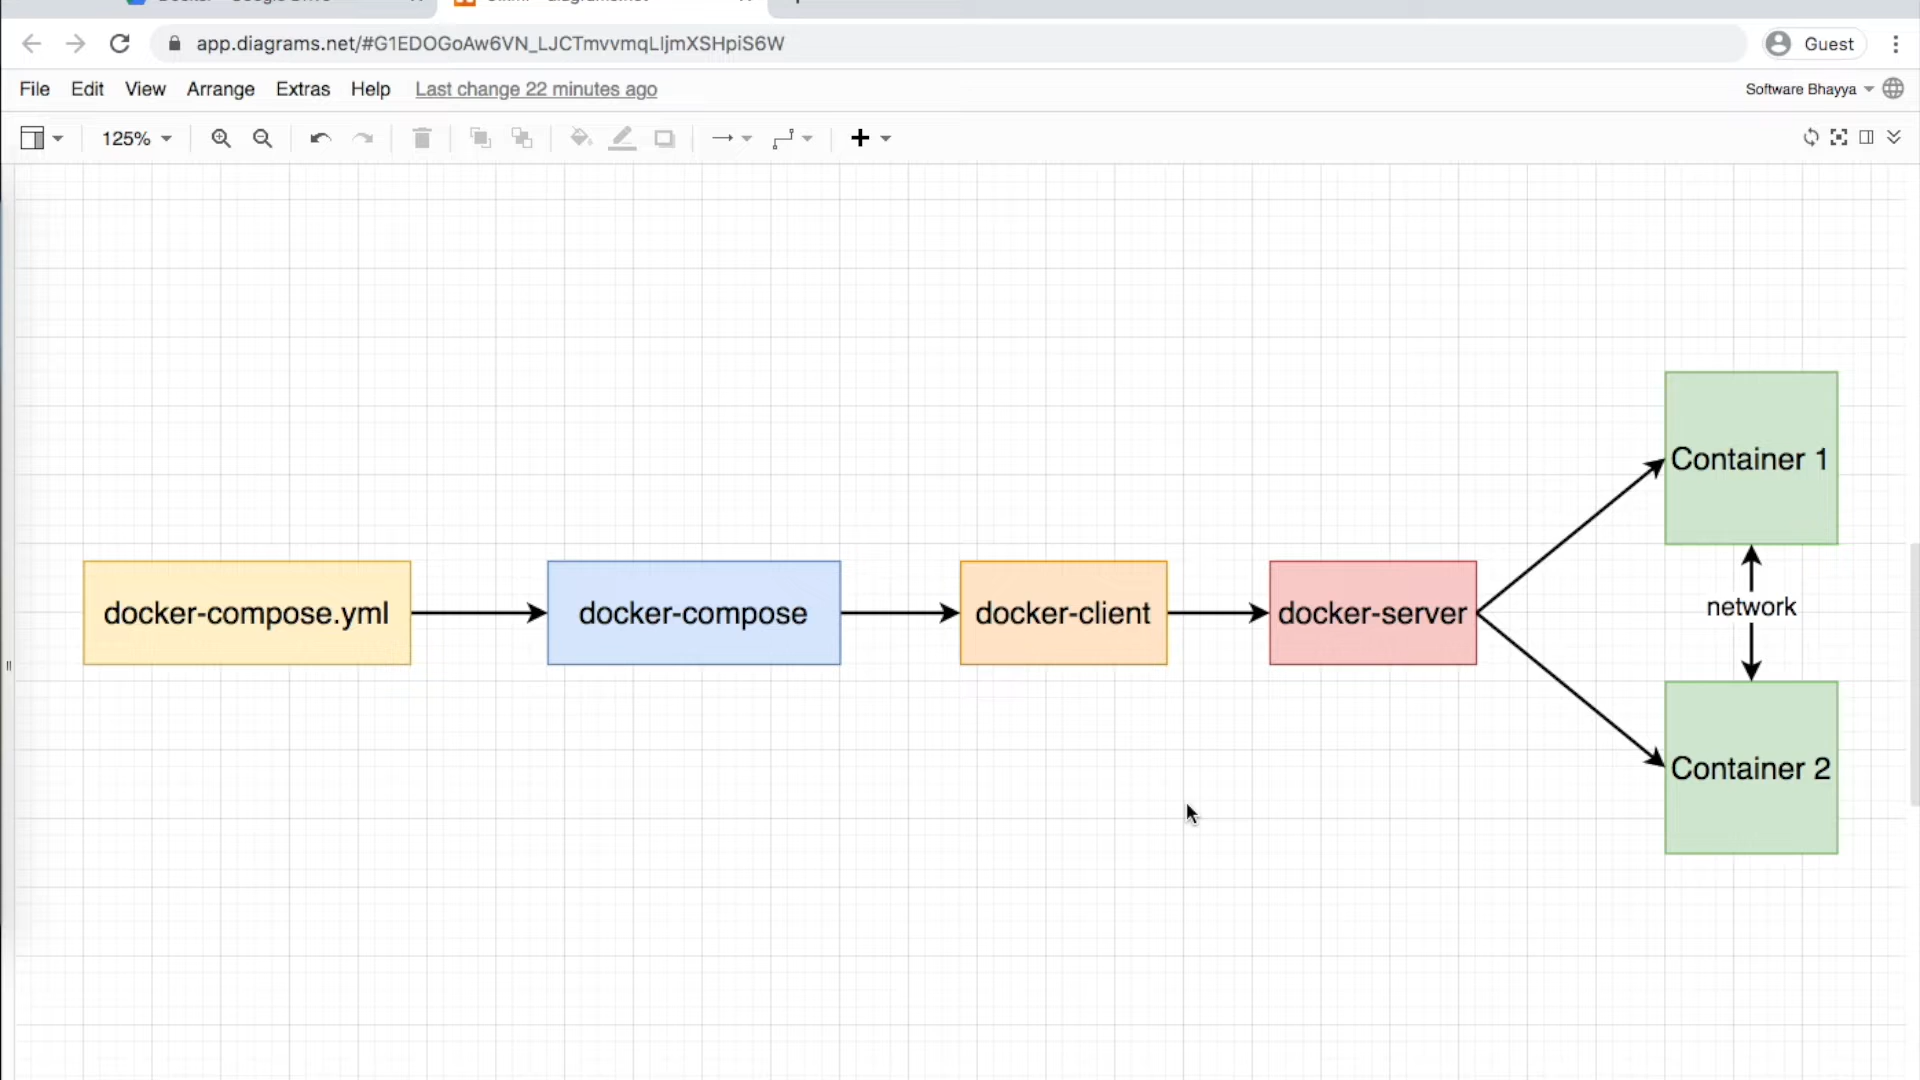 app.diagrams.net/#G1EDOGoAw6VN_LJCTmvvmqLIjmXSHpiS6W
Guest
File Edit View Arrange Extras Help Last change 22 minutes ago
Software Bhayya
125%
Container 1
docker-compose.yml docker-compose docker-client docker-server network
Container 2